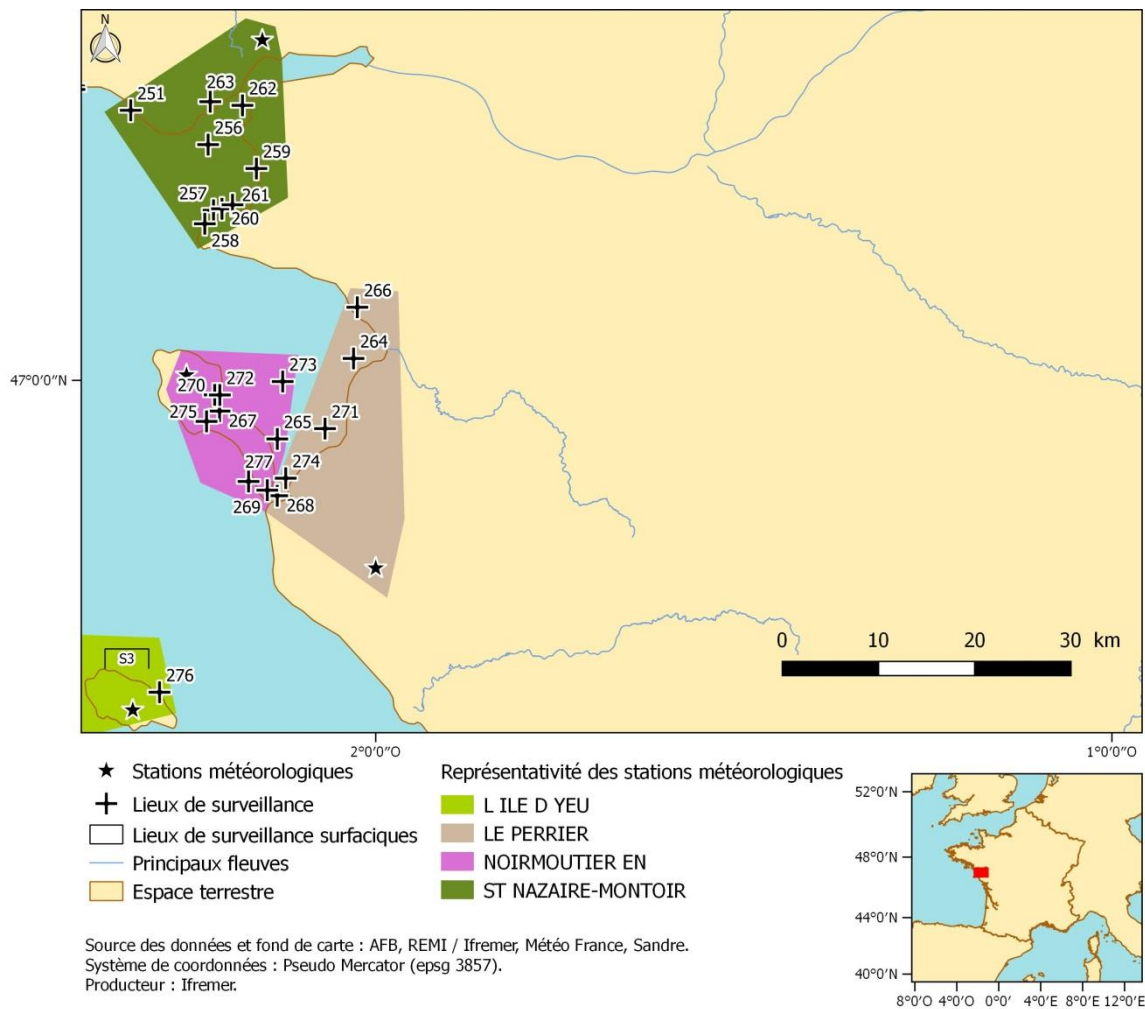 N
251
263
262
256
259
257
261
260
258
266
264
47°0'0"N
273
270
272
275
267
271
265
277
274
269
268
S3
276
0 10 20 30 km
2°0'0"O
1°0'0"O
Stations météorologiques
Lieux de surveillance
Lieux de surveillance surfaciques
Principaux fleuves
Espace terrestre
Représentativité des stations météorologiques
L ILE D YEU
LE PERRIER
NOIRMOUTIER EN
ST NAZAIRE-MONTOIR
52°0'N
48°0'N
44°0'N
40°0'N
8°0'O 4°0'O 0°0' 4°0'E 8°0'E 12°0'E
Source des données et fond de carte : AFB, REMI / Ifremer, Météo France, Sandre.
Système de coordonnées : Pseudo Mercator (epsg 3857).
Producteur : Ifremer.